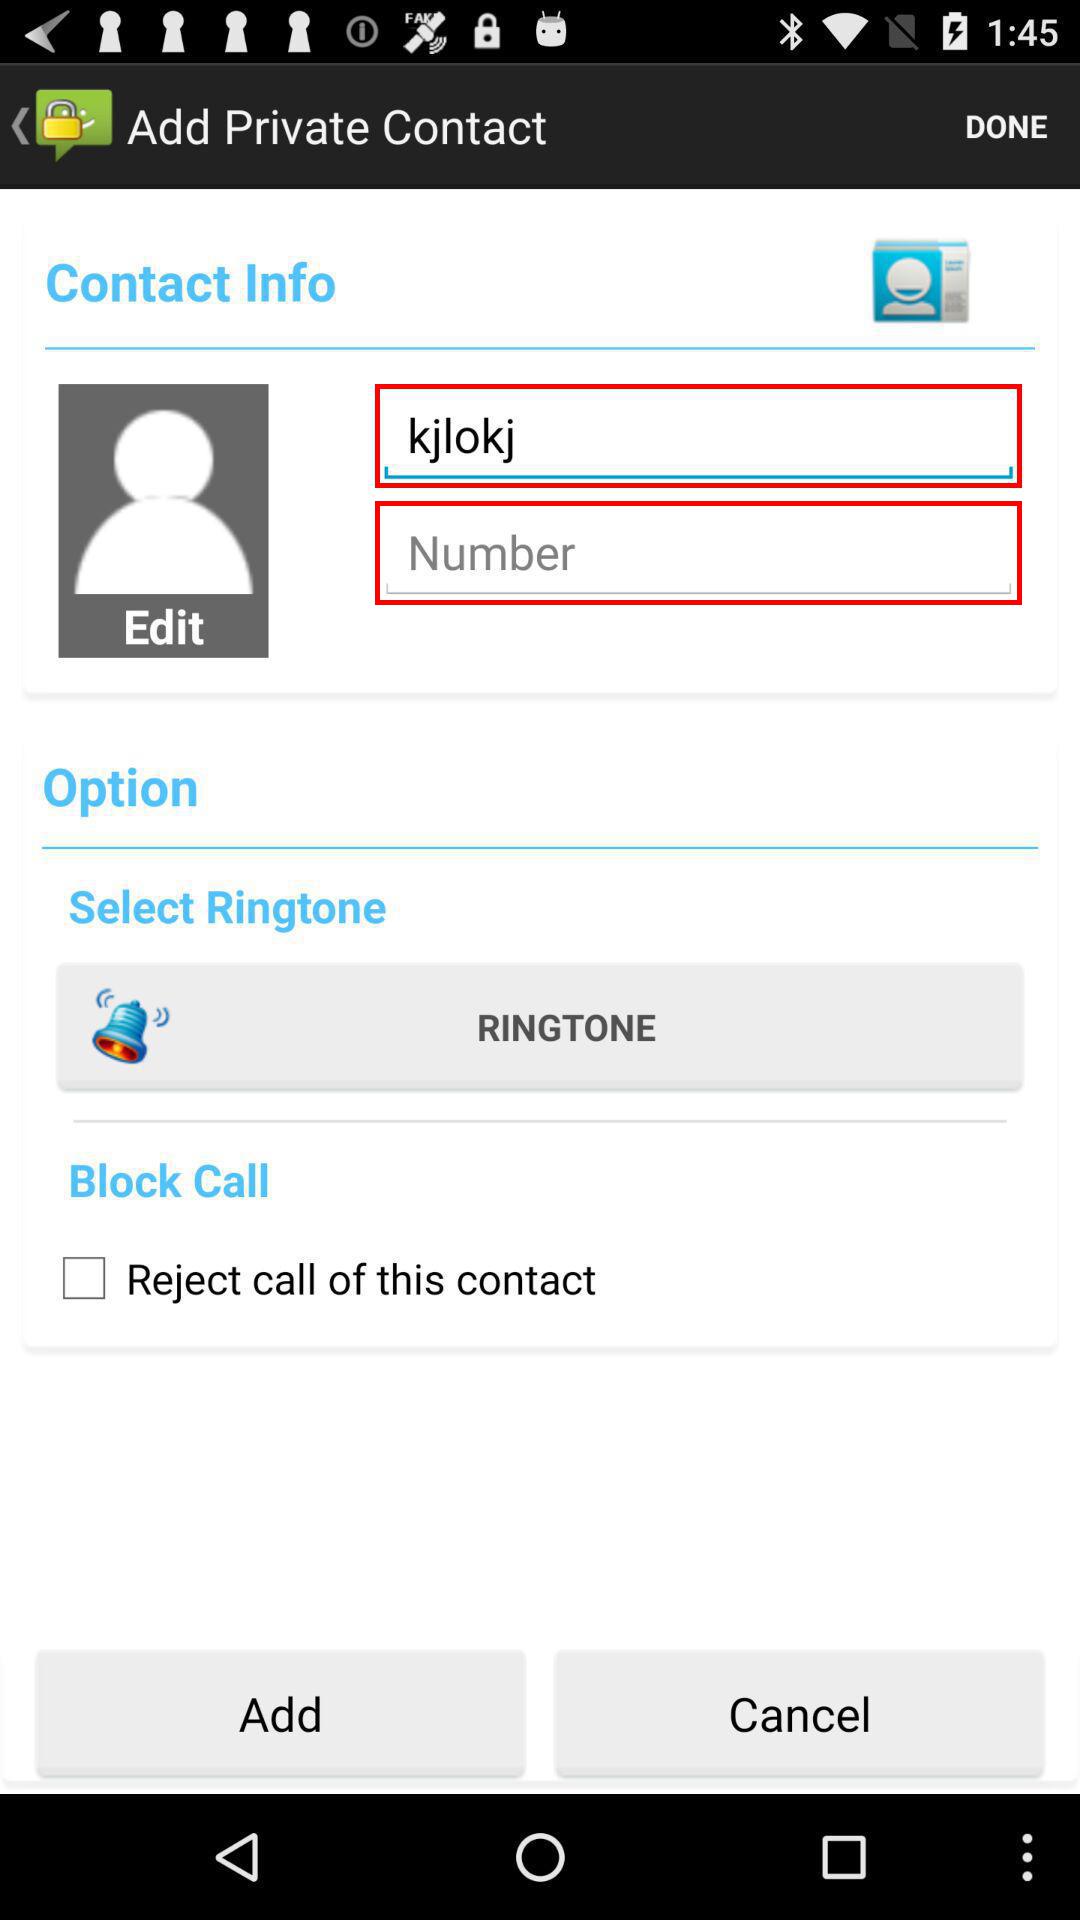 FAKE
1:45
Add Private Contact
DONE
Contact Info
kjlokj
Number
Edit
Option
Select Ringtone
RINGTONE
Block Call
Reject call of this contact
Add
Cancel